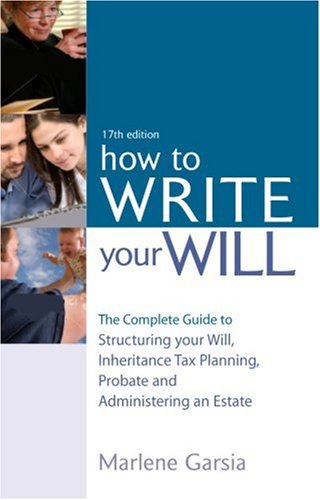 17th edition
how to
WRITE
your WILL
The Complete Guide to
Structuring your Will,
Inheritance Tax Planning,
Probate and
Administering an Estate
Marlene Garsia